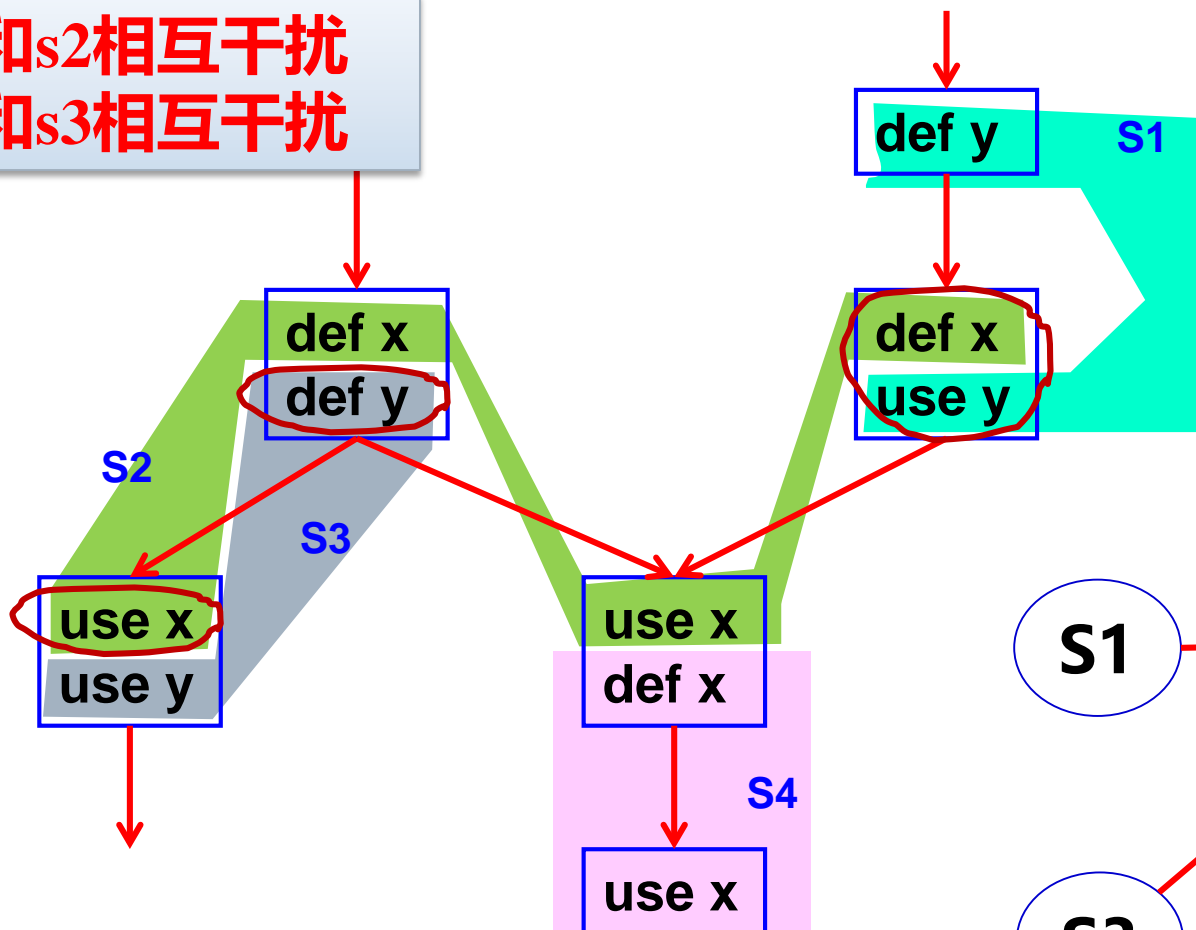 和s2相互干扰
和s3相互干扰
def y
S1
def x
def y
def x
use y
S2
S3
use x
use y
use x
def x
S1
S4
use x